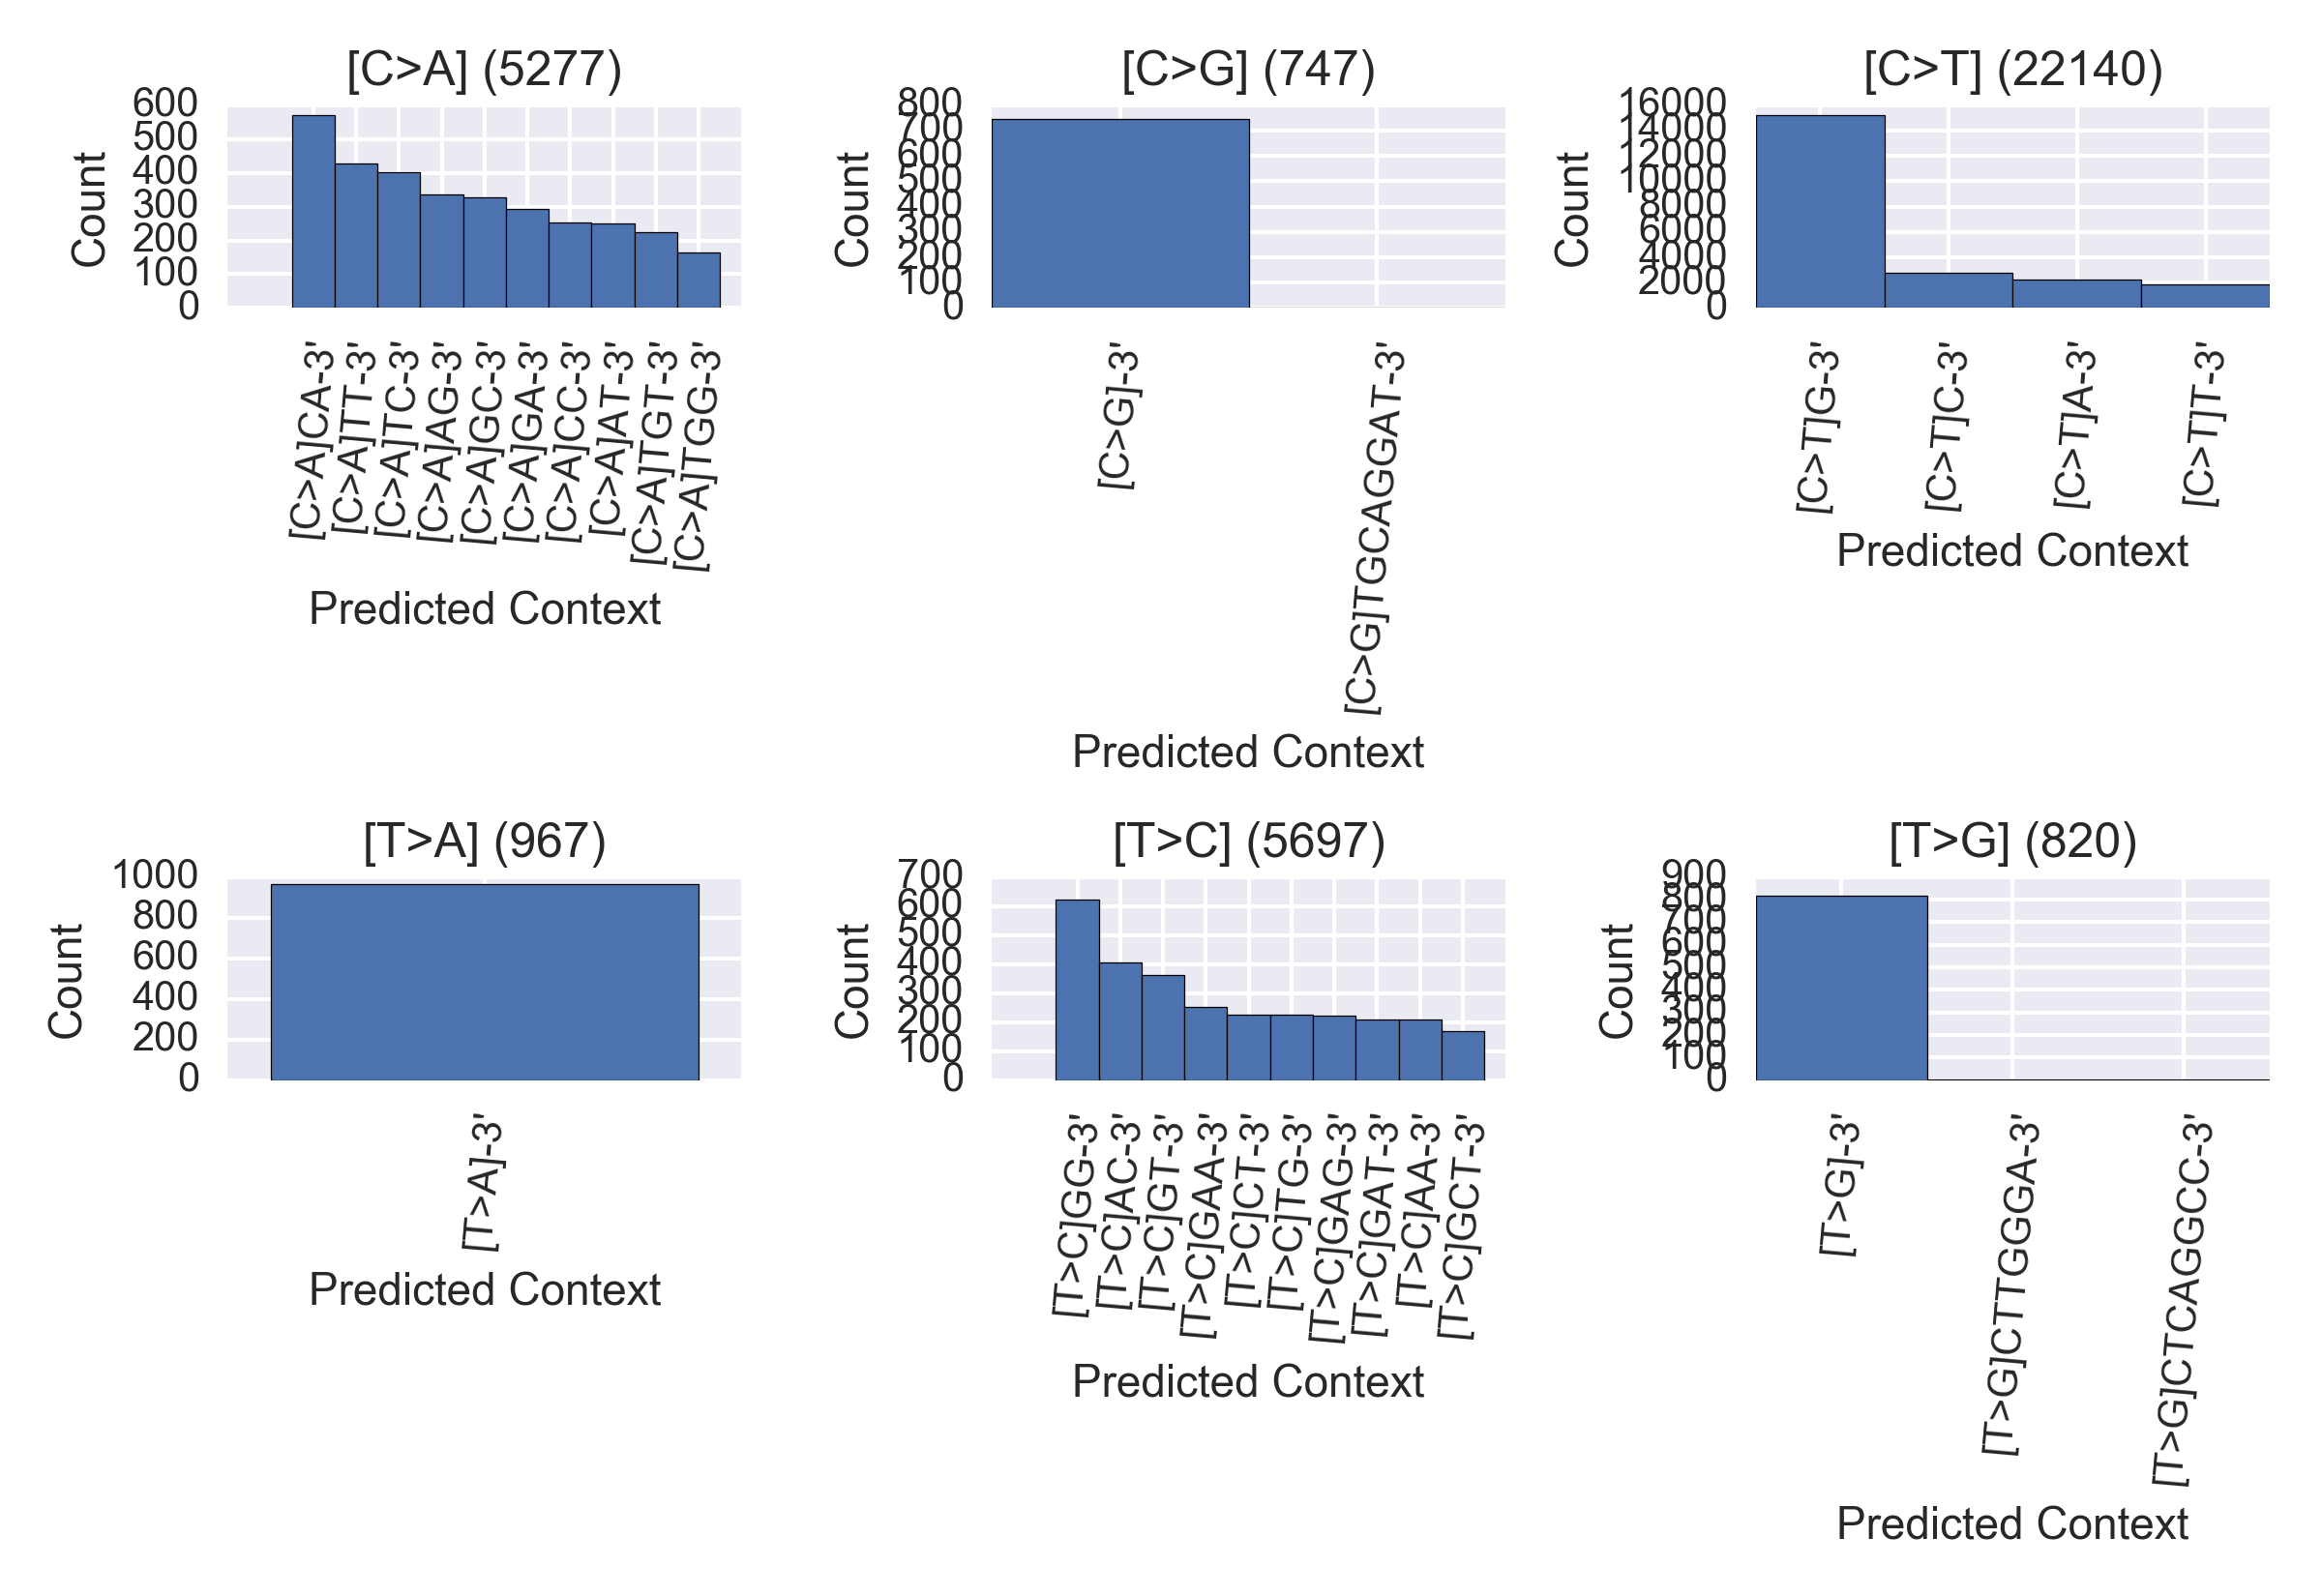 [C>A] (5277)
Count
600
500
400
300
200
100
0
[C>A]CA-3'
[C>A]TT-3'
[C>A]TC-3'
[C>A]AG-3'
[C>A]GC-3'
[C>A]GA-3'
[C>A]CC-3'
[C>A]AT-3'
[C>A]TGT-3'
[C>A]TGG-3'
Predicted Context
[C>G] (747)
Count
800
700
600
500
400
300
200
100
0
[C>G]-3'
[C>G]TGCAGGAT-3'
Predicted Context
[C>T] (22140)
Count
16000
14000
12000
10000
8000
6000
4000
2000
0
[C>T]G-3'
[C>T]C-3'
[C>T]A-3'
[C>T]T-3'
Predicted Context
[T>A] (967)
Count
1000
800
600
400
200
0
[T>A]-3'
Predicted Context
[T>C] (5697)
Count
700
600
500
400
300
200
100
0
[T>C]GG-3'
[T>C]AC-3'
[T>C]GT-3'
[T>C]GAA-3'
[T>C]CT-3'
[T>C]TG-3'
[T>C]GAG-3'
[T>C]GAT-3'
[T>C]AA-3'
[T>C]GCT-3'
Predicted Context
[T>G] (820)
Count
900
800
700
600
500
400
300
200
100
0
[T>G]-3'
[T>G]CTTGGGA-3'
[T>G]CTCAGGCC-3'
Predicted Context